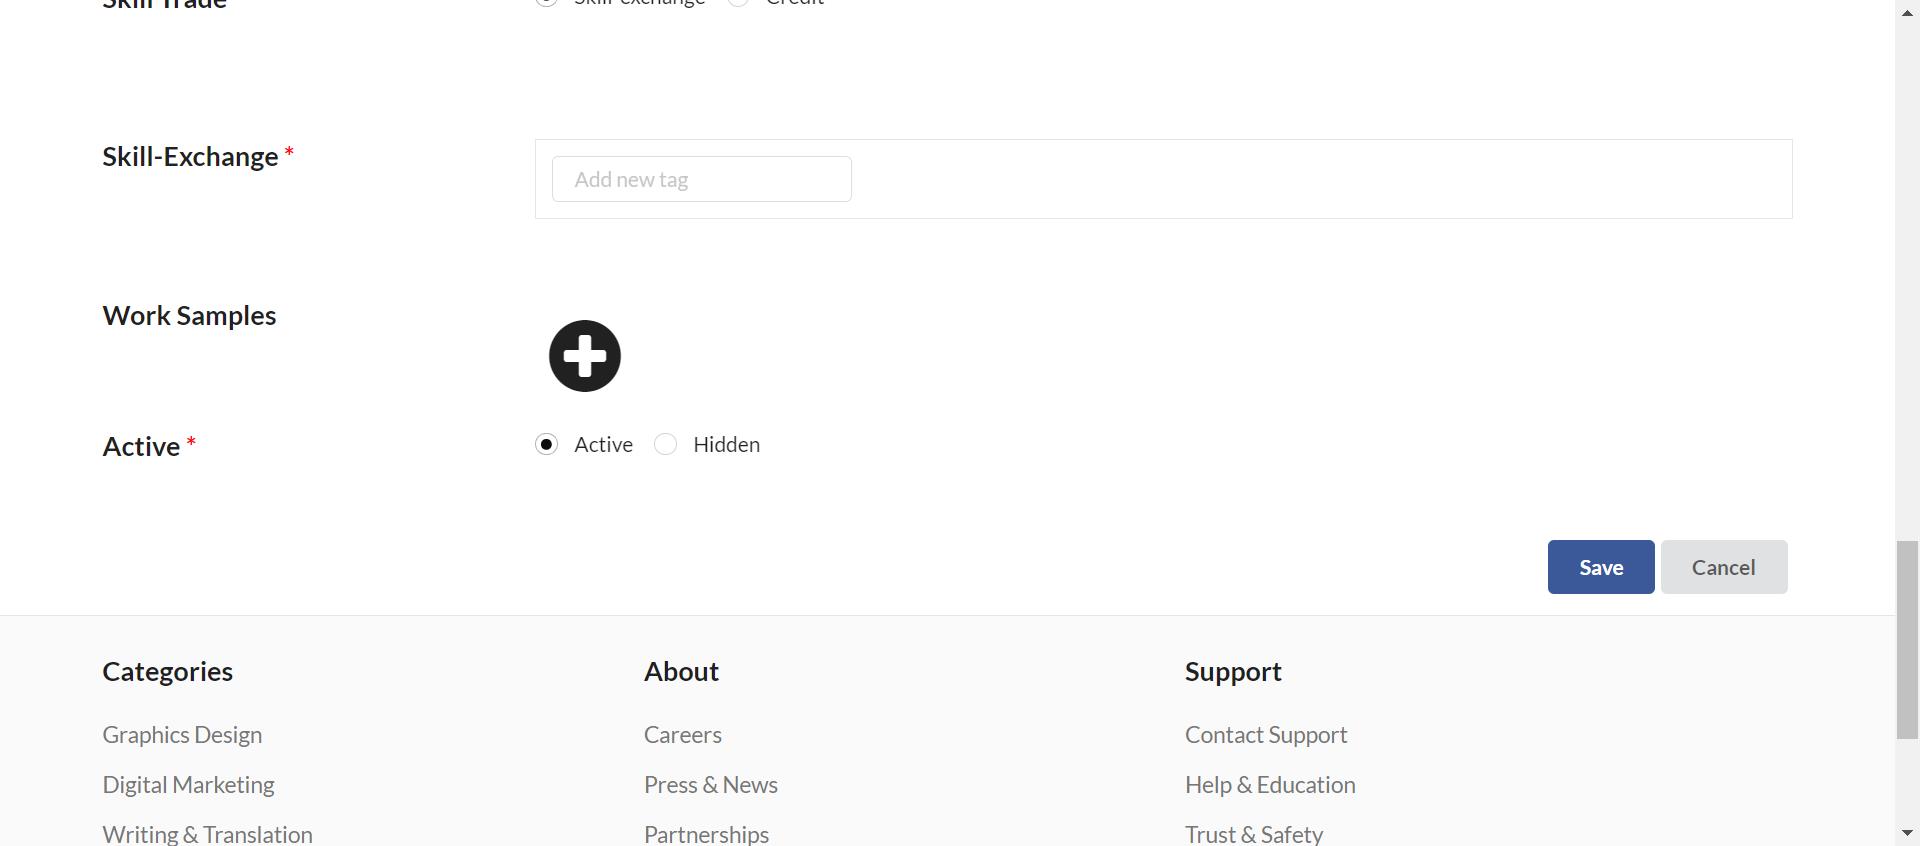 Skill Trade
Skill-exchange
Credit
Skill-Exchange *
Add new tag
Work Samples
Active *
Active
Hidden
Save
Cancel
Categories
About
Support
Graphics Design
Careers
Contact Support
Digital Marketing
Press & News
Help & Education
Writing & Translation
Partnerships
Trust & Safety